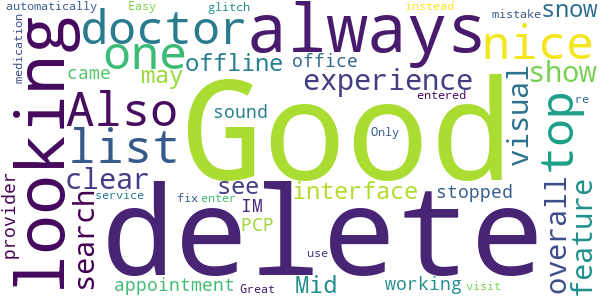 automatically Easy glitch instead mistake snow
medication looking doctor always nice
one offline office
Also came may experience show
list Good sound Only entered visual top re
clear see
provider search service fix enter IM interface stopped overall feature
PCP
delete
appointment Great Mid use working visit